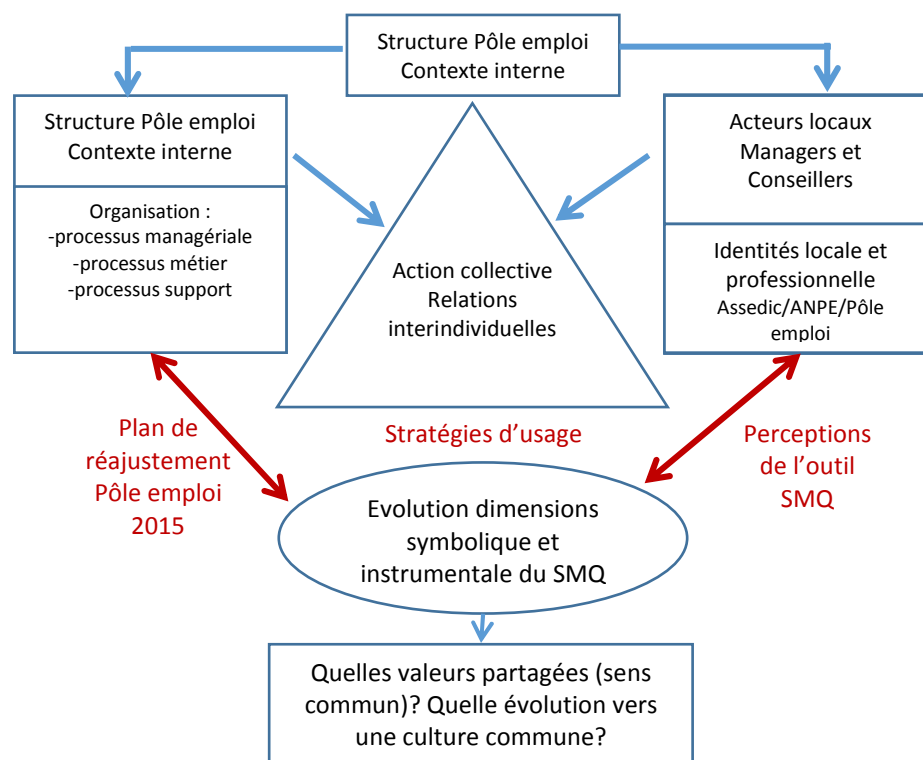 Structure Pôle emploi
Contexte interne
Structure Pôle emploi
Contexte interne
Organisation :
-processus managériale
-processus métier
-processus support
Acteurs locaux
Managers et
Conseillers
Identités locale et
professionnelle
Assedic/ANPE/Pôle
emploi
Action collective
Relations
interindividuelles
Plan de
réajustement
Pôle emploi
2015
Stratégies d’usage
Perceptions
de l’outil
SMQ
Evolution dimensions
symbolique et
instrumentale du SMQ
Quelles valeurs partagées (sens
commun)? Quelle évolution vers
une culture commune?